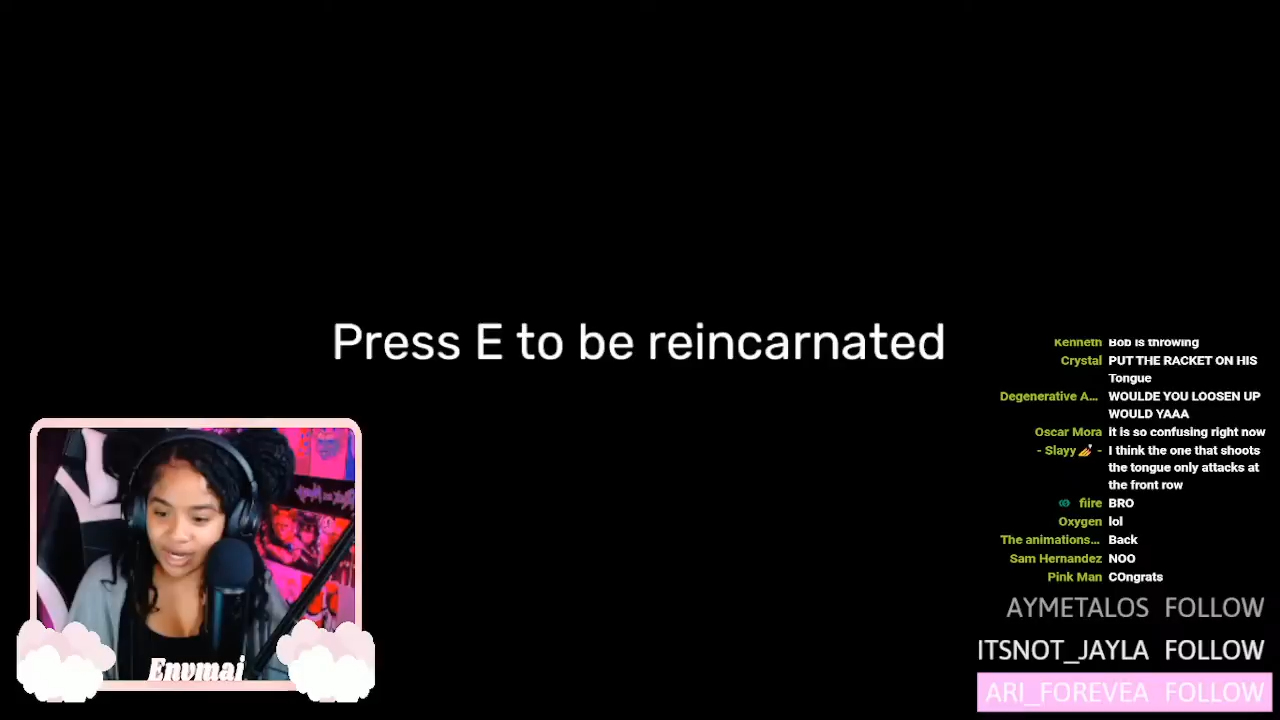 Press E to be reincarnated
Kenneth Bob is throwing
Crystal PUT THE RACKET ON HIS
Tongue
Degenerative A... WOULDE YOU LOOSEN UP
WOULD YAAA
Oscar Mora it is so confusing right now
- Slayy💅 - I think the one that shoots
the tongue only attacks at
the front row
fiire BRO
Oxygen lol
The animations... Back
Sam Hernandez NOO
Pink Man COngrats
AYMETALOS FOLLOW
ITSNOT_JAYLA FOLLOW
ARI_FOREVEA FOLLOW
Envmai